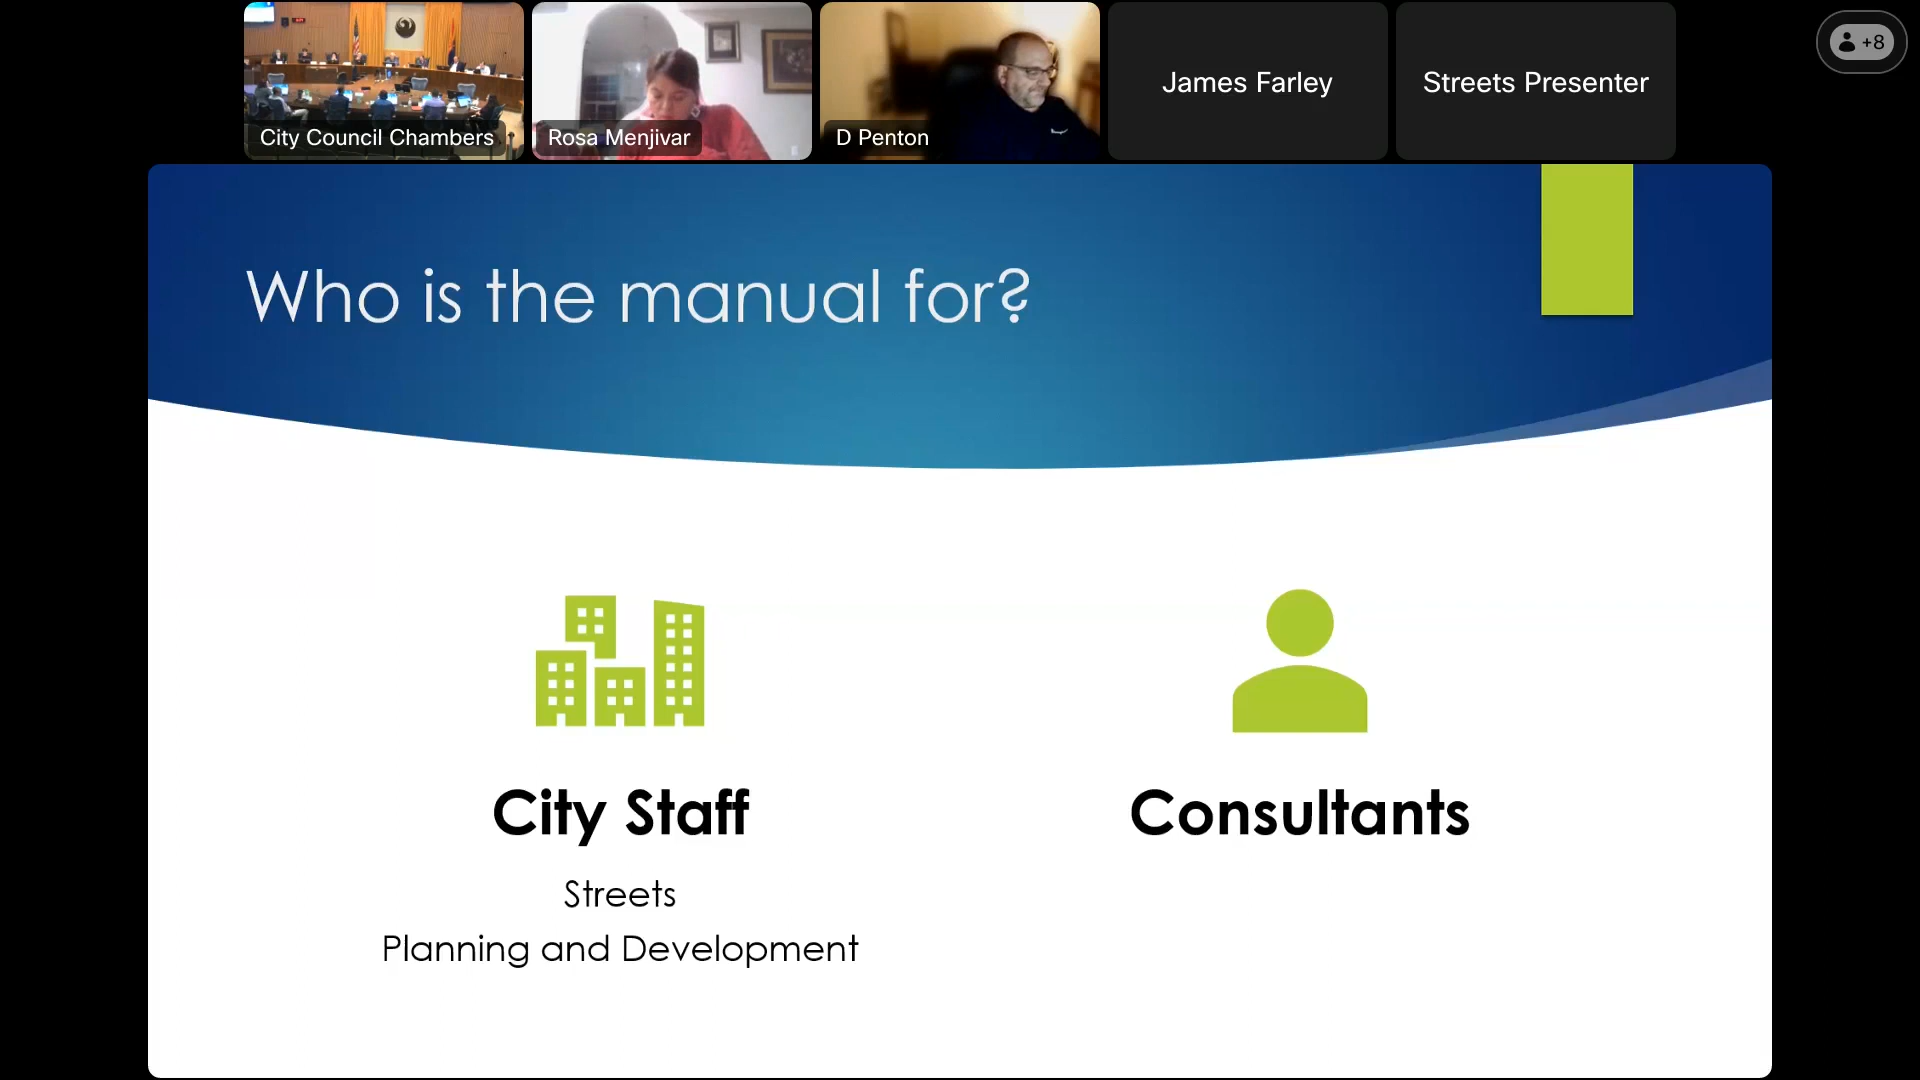 City Council Chambers
Rosa Menjivar
D Penton
James Farley
Streets Presenter
+8
Who is the manual for?
City Staff
Streets
Planning and Development
Consultants